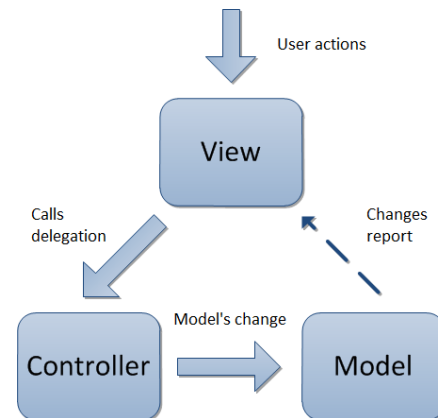 User actions
View
Calls
delegation
Changes
report
Model's change
Controller
Model